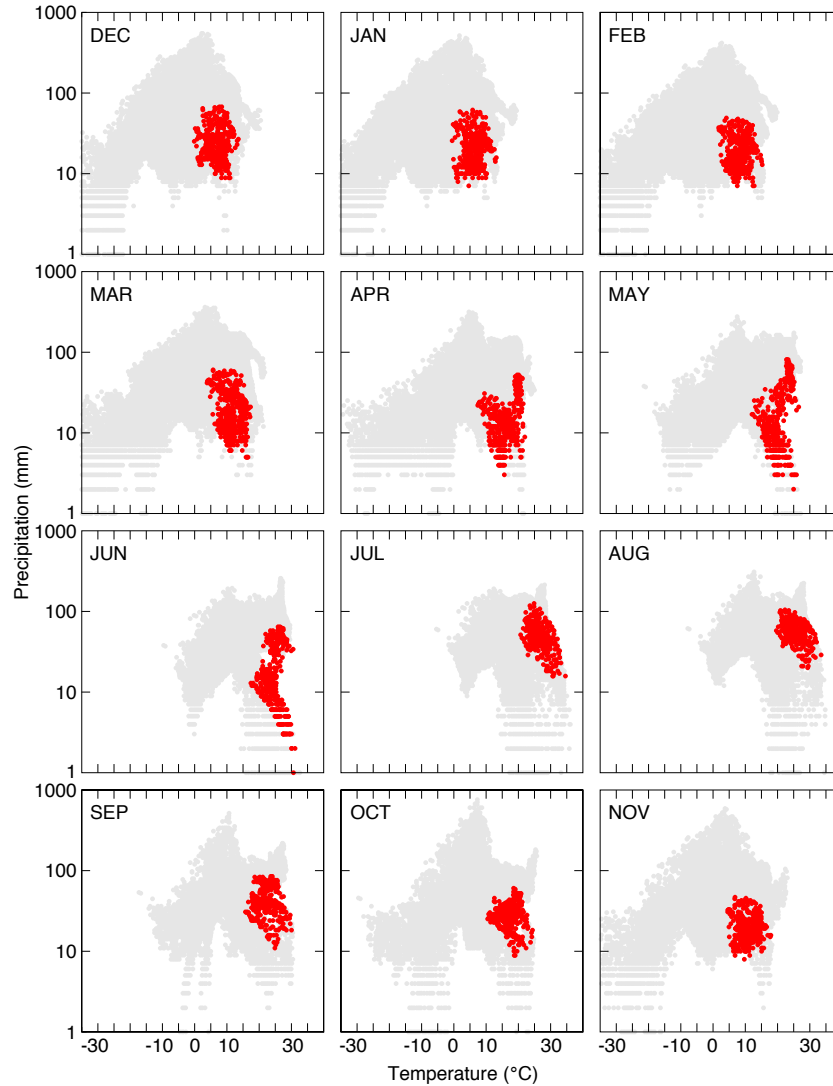 1000
DEC
JAN
FEB
100
10
1
1000
MAR
APR
MAY
100
10
1
Precipitation (mm)
1000
JUN
JUL
AUG
100
10
1
1000
SEP
OCT
NOV
100
10
1
-30 -10 0 10 30 -30 -10 0 10 30 -30 -10 0 10 30
Temperature (°C)